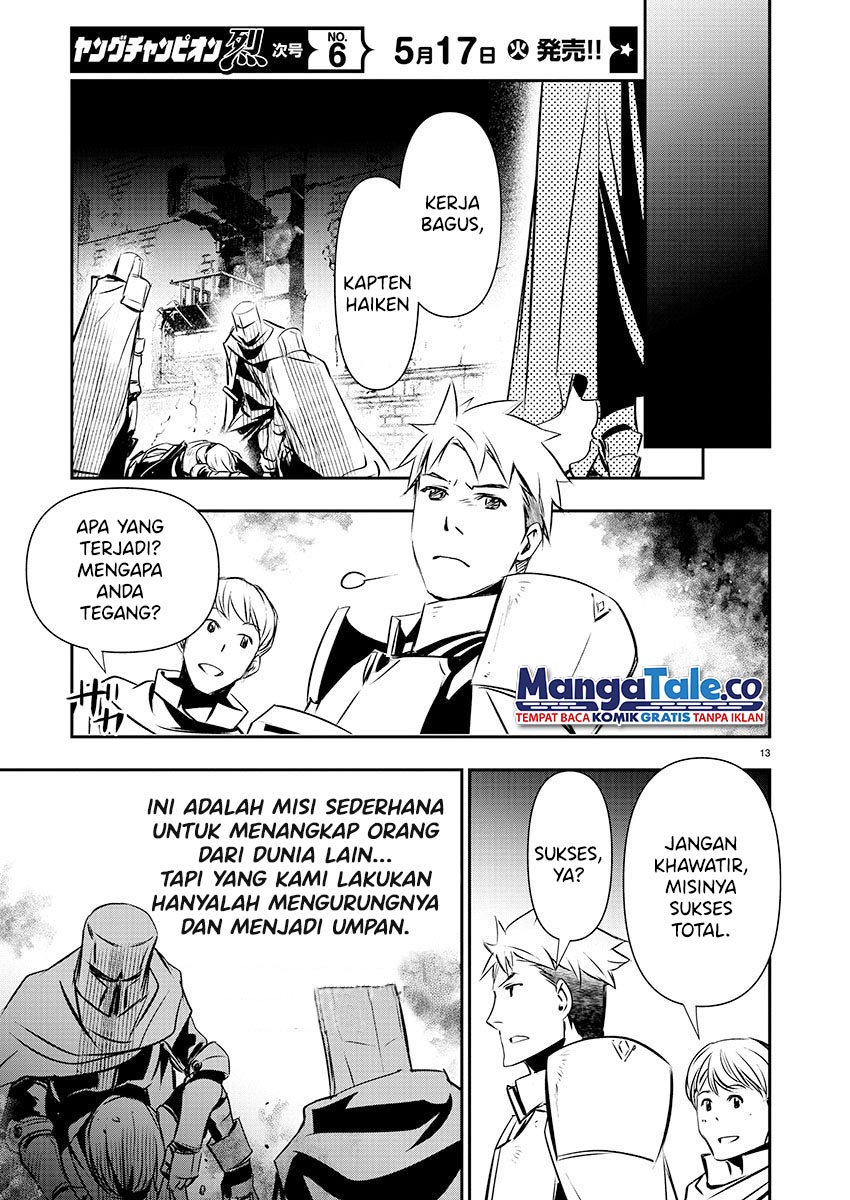 ヤングチャンピオン烈 次号 NO. 6 5月17日 火 発売!!
KERJA
BAGUS,
KAPTEN
HAIKEN
APA YANG
TERJADI?
MENGAPA
ANDA
TEGANG?
ザザ
MangaTale.co
TEMPAT BACA KOMIK GRATIS TANPA IKLAN
13
JANGAN
KHAWATIR,
MISINYA
SUKSES
TOTAL.
SUKSES,
YA?
INI ADALAH MISI SEDERHANA
UNTUK MENANGKAP ORANG
DARI DUNIA LAIN...
TAPI YANG KAMI LAKUKAN
HANYALAH MENGURUNGNYA
DAN MENJADI UMPAN.